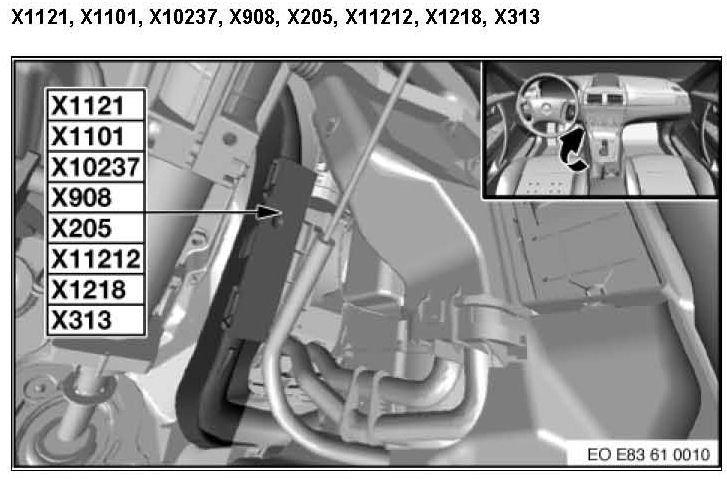 X1121, X1101, X10237, X908, X205, X11212, X1218, X313
X1121
X1101
X10237
X908
X205
X11212
X1218
X313
EO E83 61 0010